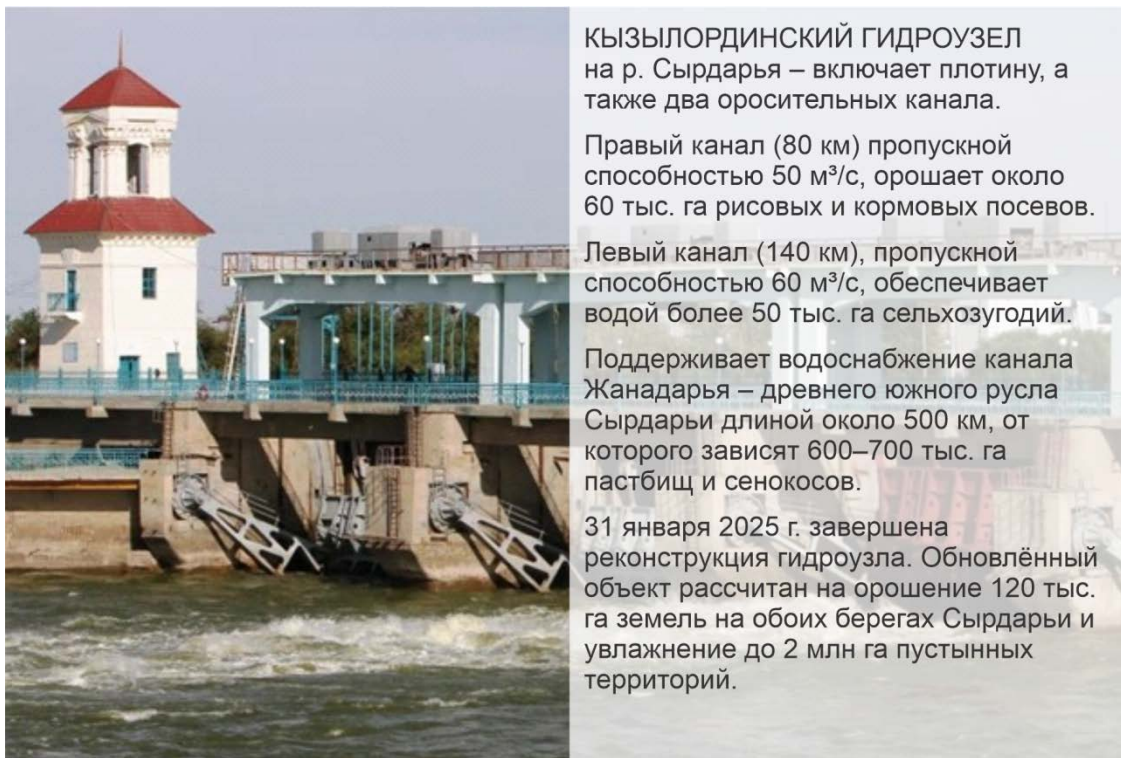 КЫЗЫЛОРДИНСКИЙ ГИДРОУЗЕЛ
на р. Сырдарья – включает плотину, а
также два оросительных канала.
Правый канал (80 км) пропускной
способностью 50 м³/с, орошает около
60 тыс. га рисовых и кормовых посевов.
Левый канал (140 км), пропускной
способностью 60 м³/с, обеспечивает
водой более 50 тыс. га сельхозугодий.
Поддерживает водоснабжение канала
Жанадарья – древнего южного русла
Сырдарьи длиной около 500 км, от
которого зависят 600–700 тыс. га
пастбищ и сенокосов.
31 января 2025 г. завершена
реконструкция гидроузла. Обновлённый
объект рассчитан на орошение 120 тыс.
га земель на обоих берегах Сырдарьи и
увлажнение до 2 млн га пустынных
территорий.